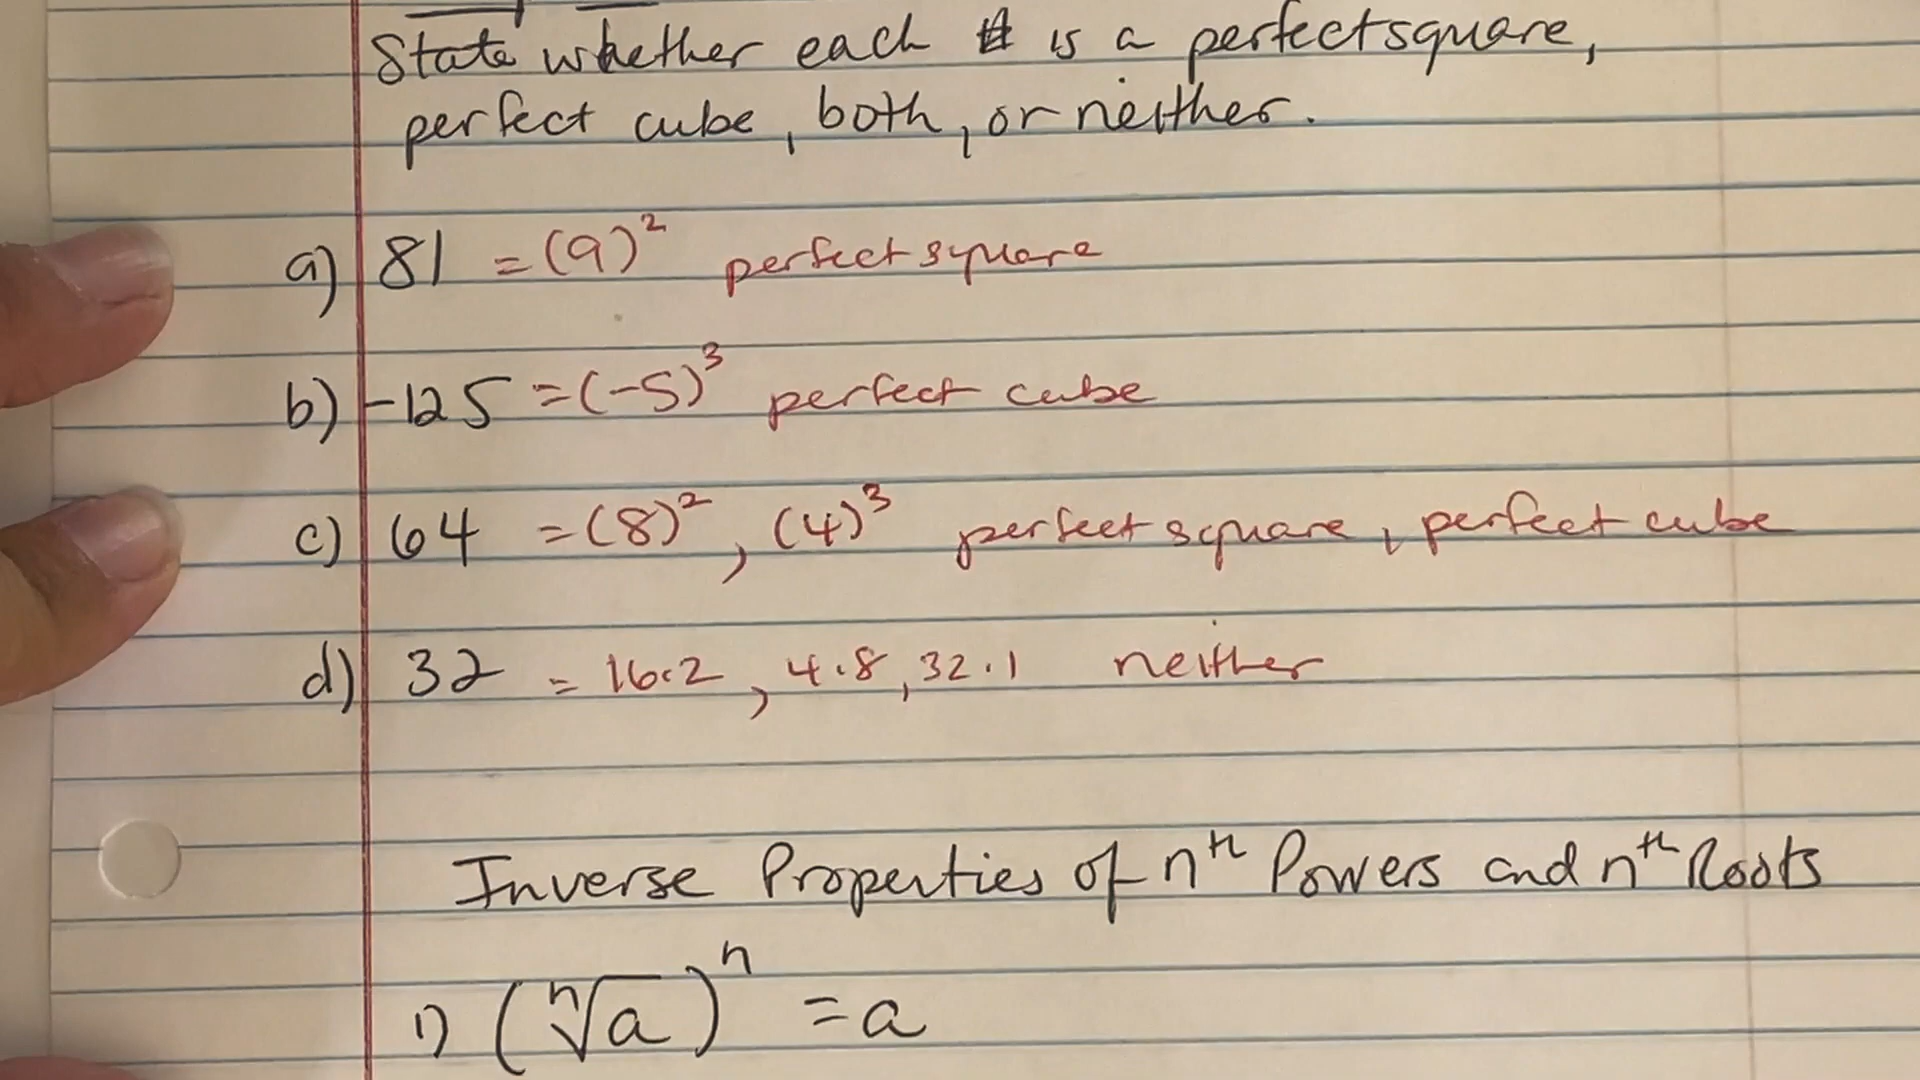 State whether each # is a perfect square,
perfect cube, both, or neither.
a) 81 = (9)² perfect square
b) -125 = (-5)³ perfect cube
c) 64 = (8)², (4)³ perfect square, perfect cube
d) 32 = 16·2, 4·8, 32·1 neither
Inverse Properties of nᵗʰ Powers and nᵗʰ Roots
1) (ⁿ√a)ⁿ = a